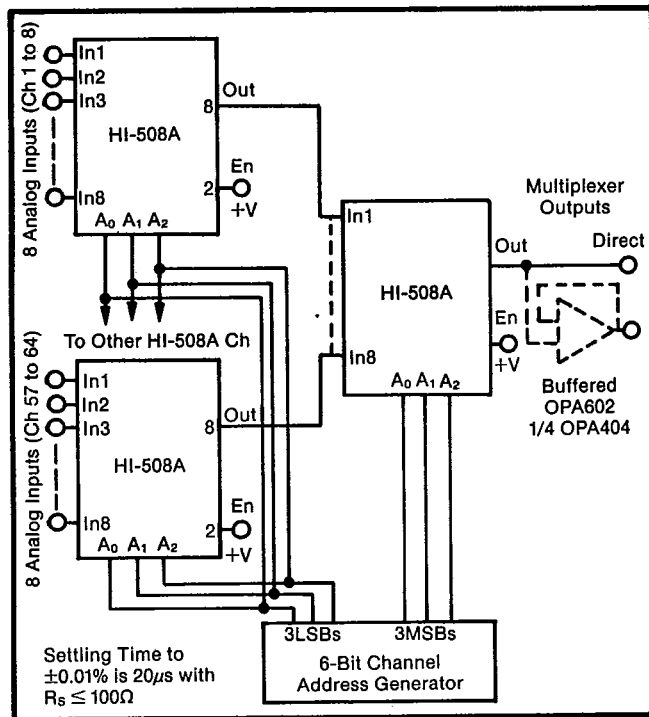 8 Analog Inputs (Ch 1 to 8)
In1
In2
In3
In8
HI-508A
8
Out
2
En
+V
A₀ A₁ A₂
To Other HI-508A Ch
8 Analog Inputs (Ch 57 to 64)
In1
In2
In3
In8
HI-508A
8
Out
2
En
+V
A₀ A₁ A₂
In1
In8
HI-508A
Out
En
+V
A₀ A₁ A₂
Multiplexer
Outputs
Direct
Buffered
OPA602
1/4 OPA404
3LSBs
3MSBs
6-Bit Channel
Address Generator
Settling Time to
±0.01% is 20μs with
Rₛ ≤ 100Ω